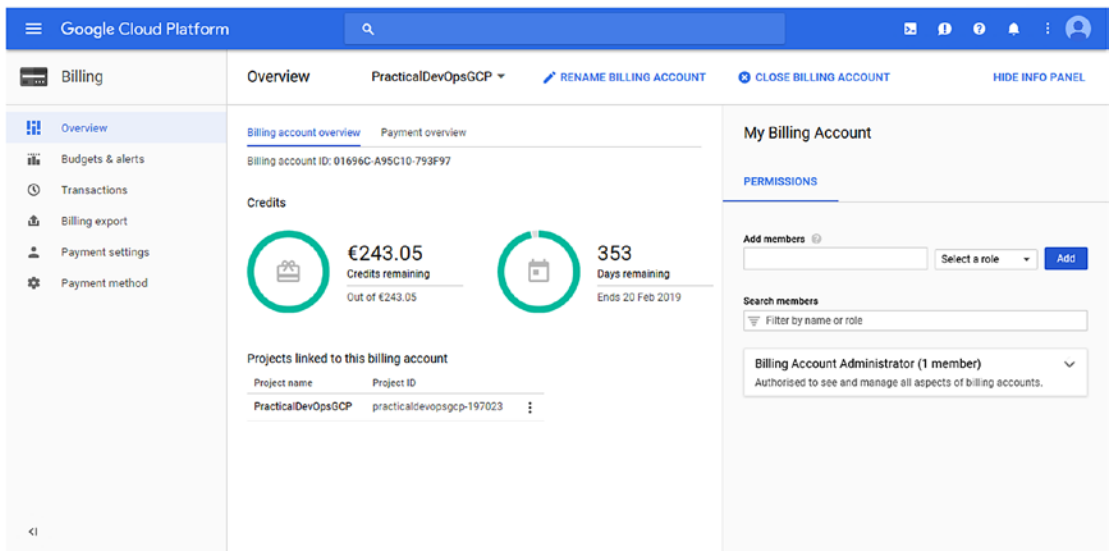 Google Cloud Platform
Billing
Overview
PracticalDevOpsGCP
RENAME BILLING ACCOUNT
CLOSE BILLING ACCOUNT
HIDE INFO PANEL
Overview
Budgets & alerts
Transactions
Billing export
Payment settings
Payment method
Billing account overview
Payment overview
Billing account ID: 01696C-A95C10-793F97
Credits
€243.05
Credits remaining
Out of €243.05
353
Days remaining
Ends 20 Feb 2019
Projects linked to this billing account
Project name Project ID
PracticalDevOpsGCP practicaldevopsgcp-197023
My Billing Account
PERMISSIONS
Add members
Select a role
Add
Search members
Filter by name or role
Billing Account Administrator (1 member)
Authorised to see and manage all aspects of billing accounts.